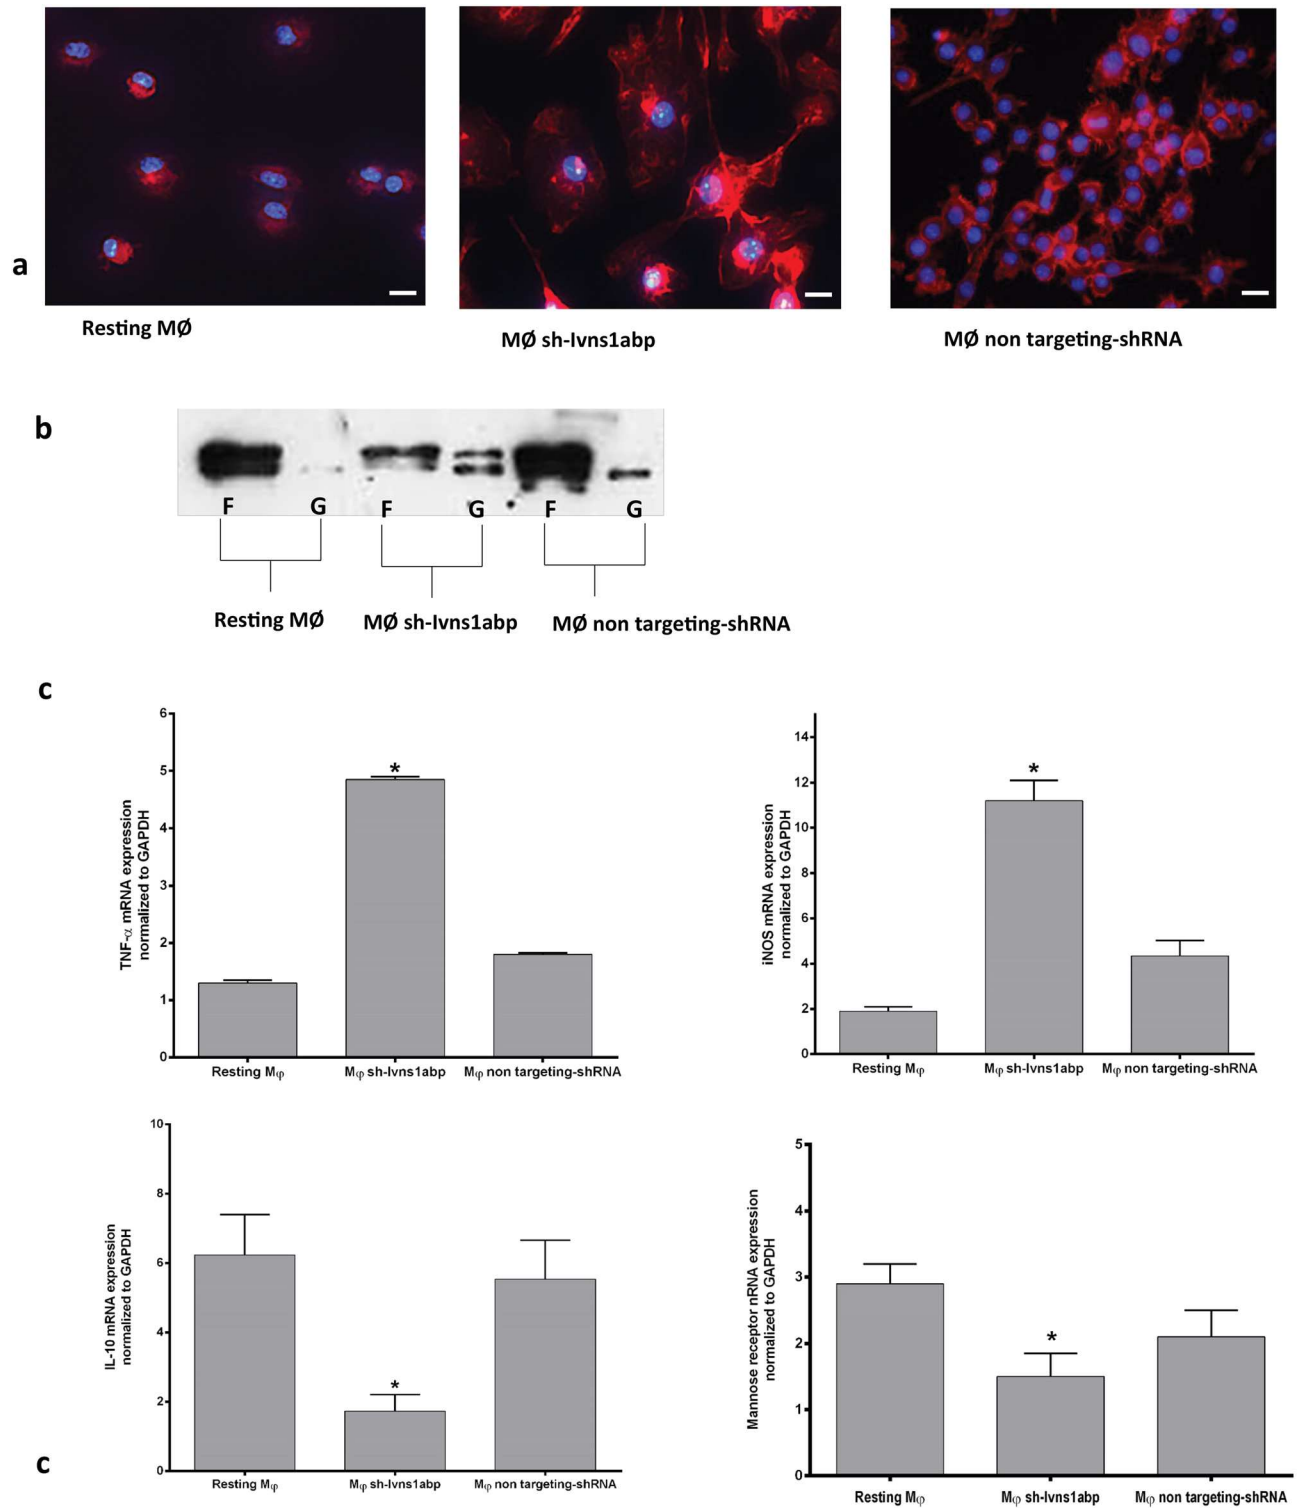 a
Resting MØ
MØ sh-Ivns1abp
MØ non targeting-shRNA
b
F
G
F
G
F
G
Resting MØ
MØ sh-Ivns1abp
MØ non targeting-shRNA
c
6
5
4
3
2
1
0
TNF-α mRNA expression
normalized to GAPDH
*
Resting Mφ
Mφ sh-Ivns1abp
Mφ non targeting-shRNA
14
12
10
8
6
4
2
0
iNOS mRNA expression
normalized to GAPDH
*
Resting Mφ
Mφ sh-Ivns1abp
Mφ non targeting-shRNA
10
8
6
4
2
0
IL-10 mRNA expression
normalized to GAPDH
*
Resting Mφ
Mφ sh-Ivns1abp
Mφ non targeting-shRNA
5
4
3
2
1
0
Mannose receptor nRNA expression
normalized to GAPDH
*
Resting Mφ
Mφ sh-Ivns1abp
Mφ non targeting-shRNA
c